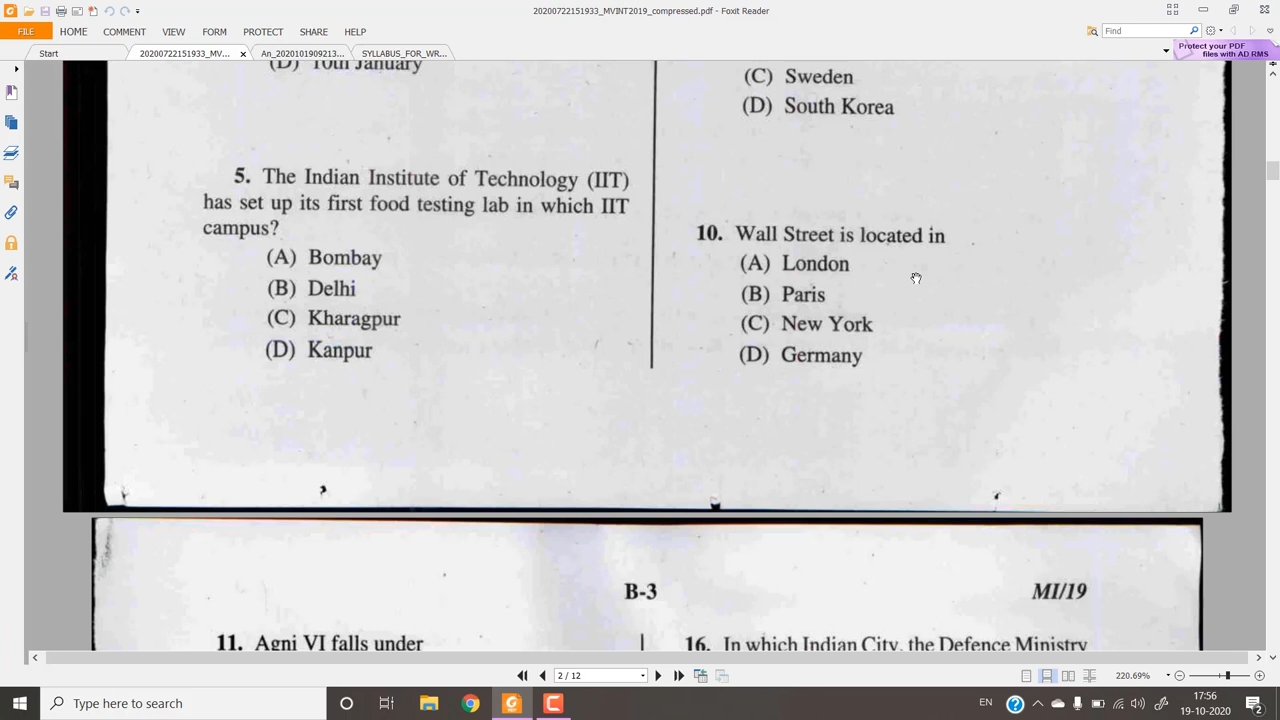 20200722151933_MVINT2019_compressed.pdf - Foxit Reader
FILE HOME COMMENT VIEW FORM PROTECT SHARE HELP
Find
Protect your PDF
files with AD RMS
Start 20200722151933_MV... An_2020101909213... SYLLABUS_FOR_WR...
(D) 10th January
5. The Indian Institute of Technology (IIT)
has set up its first food testing lab in which IIT
campus?
(A) Bombay
(B) Delhi
(C) Kharagpur
(D) Kanpur
(C) Sweden
(D) South Korea
10. Wall Street is located in
(A) London
(B) Paris
(C) New York
(D) Germany
B-3
MI/19
11. Agni VI falls under
16. In which Indian City, the Defence Ministry
2 / 12
220.69%
Type here to search
EN
17:56
19-10-2020
2